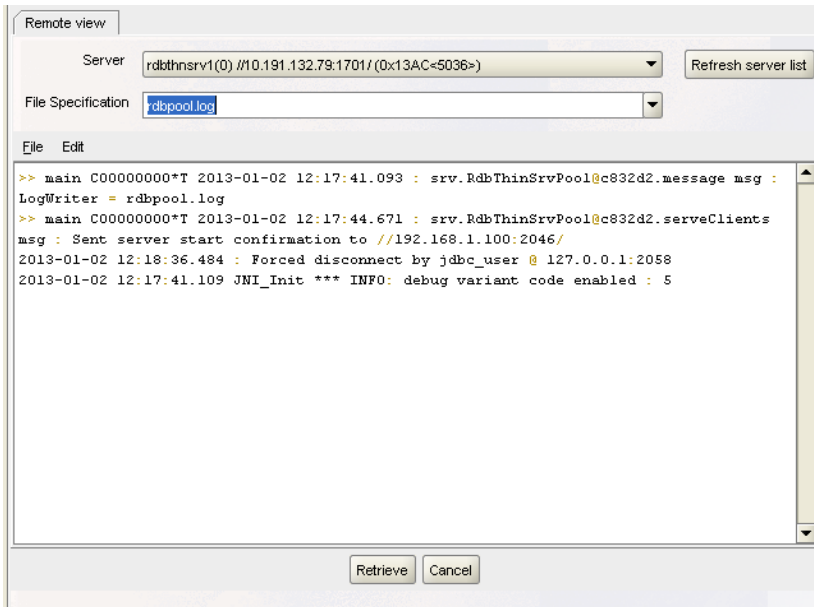 Remote view
Server
rdbthnsrv1(0) //10.191.132.79:1701/ (0x13AC<5036>)
Refresh server list
File Specification
rdbpool.log
File Edit
>> main C00000000*T 2013-01-02 12:17:41.093 : srv.RdbThinSrvPool@c832d2.message msg :
LogWriter = rdbpool.log
>> main C00000000*T 2013-01-02 12:17:44.671 : srv.RdbThinSrvPool@c832d2.serveClients
msg : Sent server start confirmation to //192.168.1.100:2046/
2013-01-02 12:18:36.484 : Forced disconnect by jdbc_user @ 127.0.0.1:2058
2013-01-02 12:17:41.109 JNI_Init *** INFO: debug variant code enabled : 5
Retrieve Cancel